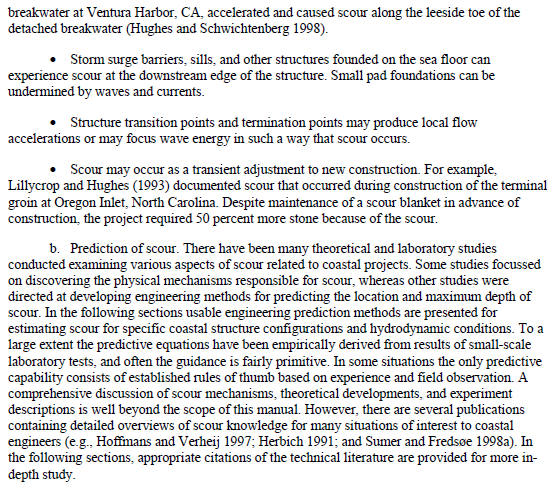 breakwater at Ventura Harbor, CA, accelerated and caused scour along the leeside toe of the
detached breakwater (Hughes and Schwichtenberg 1998).
• Storm surge barriers, sills, and other structures founded on the sea floor can
experience scour at the downstream edge of the structure. Small pad foundations can be
undermined by waves and currents.
• Structure transition points and termination points may produce local flow
accelerations or may focus wave energy in such a way that scour occurs.
• Scour may occur as a transient adjustment to new construction. For example,
Lillycrop and Hughes (1993) documented scour that occurred during construction of the terminal
groin at Oregon Inlet, North Carolina. Despite maintenance of a scour blanket in advance of
construction, the project required 50 percent more stone because of the scour.
b. Prediction of scour. There have been many theoretical and laboratory studies
conducted examining various aspects of scour related to coastal projects. Some studies focussed
on discovering the physical mechanisms responsible for scour, whereas other studies were
directed at developing engineering methods for predicting the location and maximum depth of
scour. In the following sections usable engineering prediction methods are presented for
estimating scour for specific coastal structure configurations and hydrodynamic conditions. To a
large extent the predictive equations have been empirically derived from results of small-scale
laboratory tests, and often the guidance is fairly primitive. In some situations the only predictive
capability consists of established rules of thumb based on experience and field observation. A
comprehensive discussion of scour mechanisms, theoretical developments, and experiment
descriptions is well beyond the scope of this manual. However, there are several publications
containing detailed overviews of scour knowledge for many situations of interest to coastal
engineers (e.g., Hoffmans and Verheij 1997; Herbich 1991; and Sumer and Fredsøe 1998a). In
the following sections, appropriate citations of the technical literature are provided for more in-
depth study.